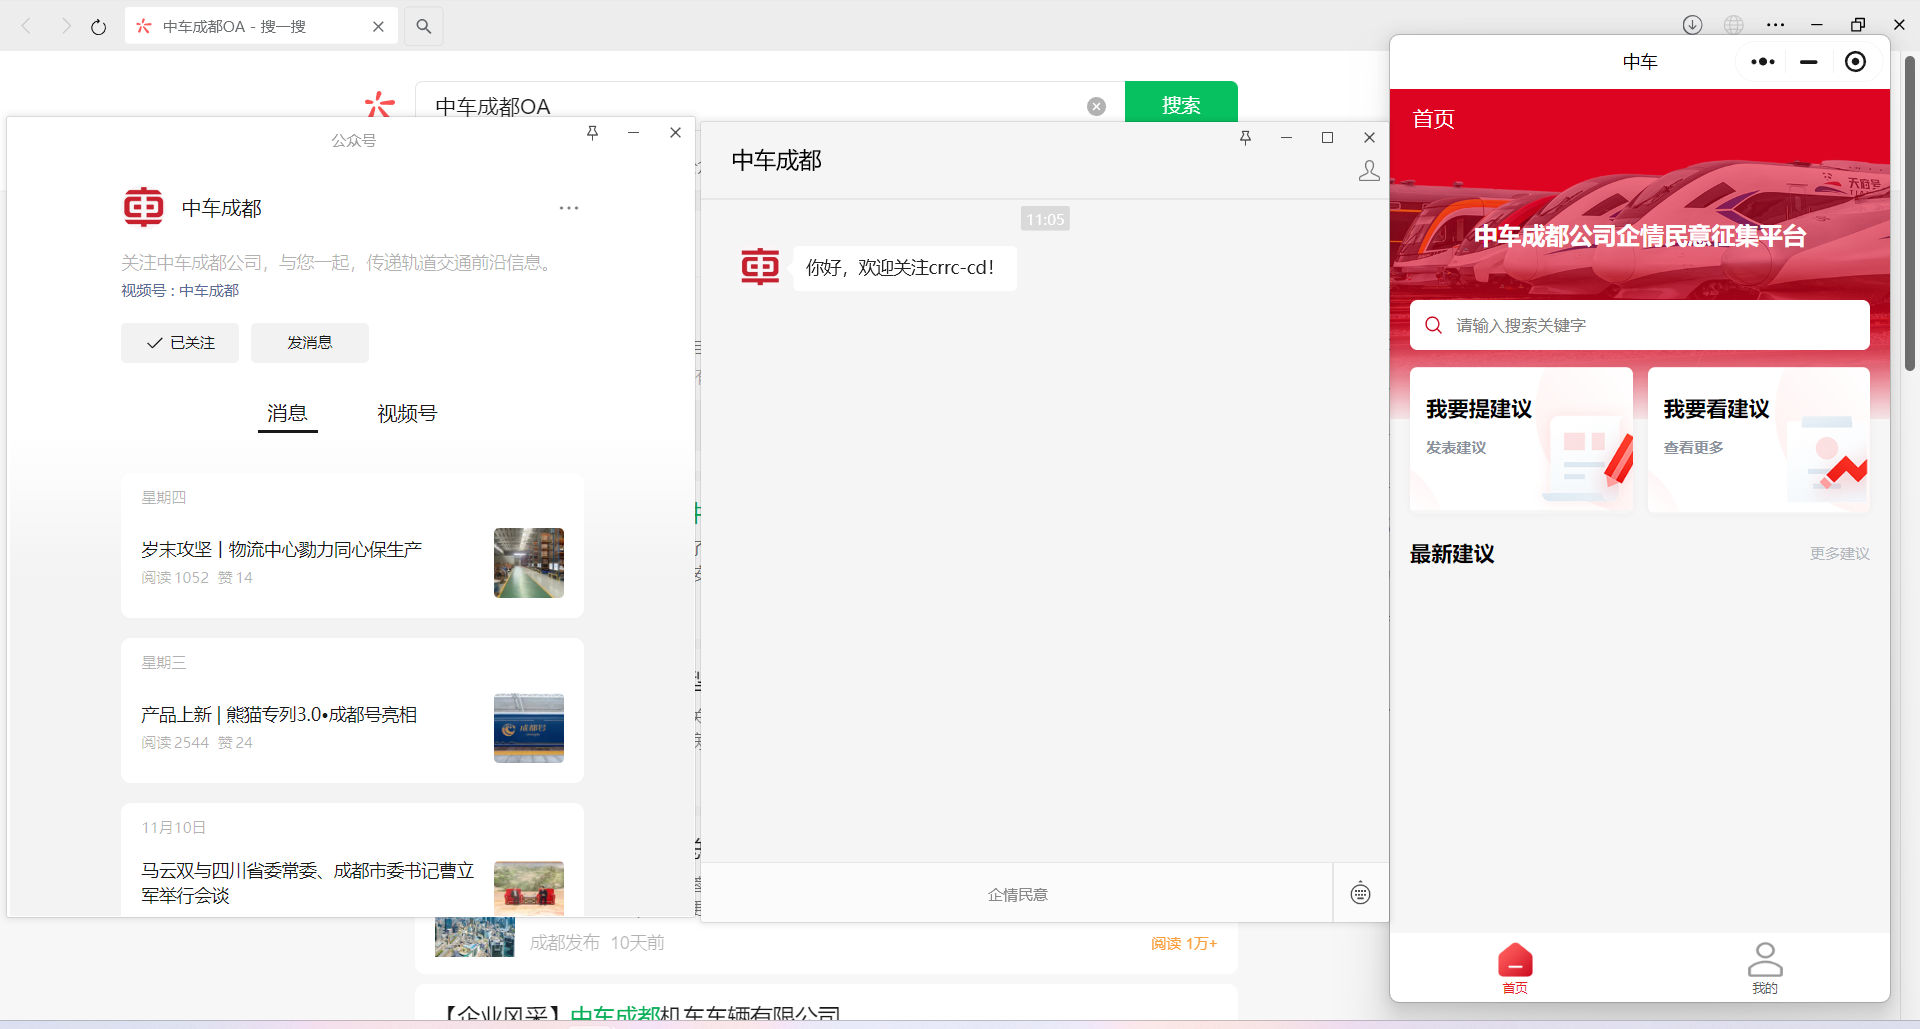 中车成都OA - 搜一搜
中车成都OA
搜索
公众号
中车成都
关注中车成都公司，与您一起，传递轨道交通前沿信息。
视频号：中车成都
已关注
发消息
消息
视频号
星期四
岁末攻坚 | 物流中心勠力同心保生产
阅读 1052 赞 14
星期三
产品上新 | 熊猫专列3.0•成都号亮相
阅读 2544 赞 24
成都号
11月10日
马云双与四川省委常委、成都市委书记曹立
军举行会谈
中车成都
11:05
你好，欢迎关注crrc-cd！
企情民意
成都发布 10天前
阅读 1万+
【企业风采】中车成都机车车辆有限公司
中车
首页
天府号
中车成都公司企情民意征集平台
请输入搜索关键字
我要提建议
发表建议
我要看建议
查看更多
最新建议
更多建议
首页
我的